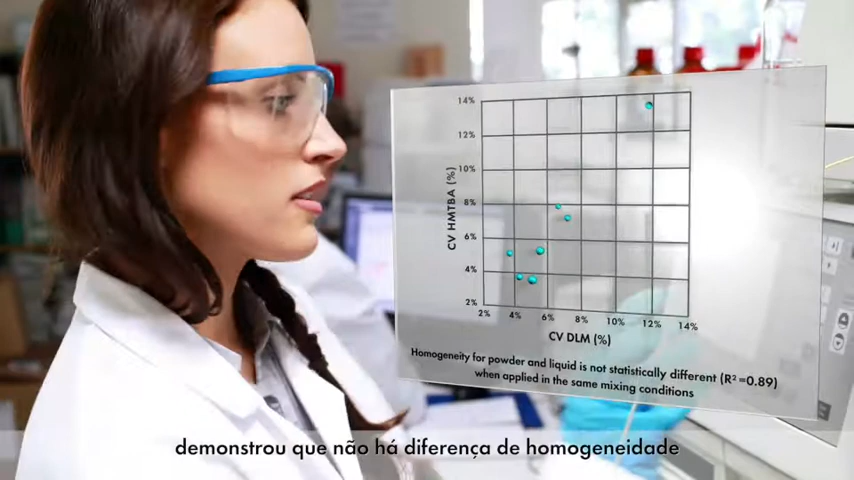 14%
12%
10%
8%
6%
4%
2%
CV HMTBA (%)
2% 4% 6% 8% 10% 12% 14%
CV DLM (%)
Homogeneity for powder and liquid is not statistically different (R²=0.89)
when applied in the same mixing conditions
demonstrou que não há diferença de homogeneidade